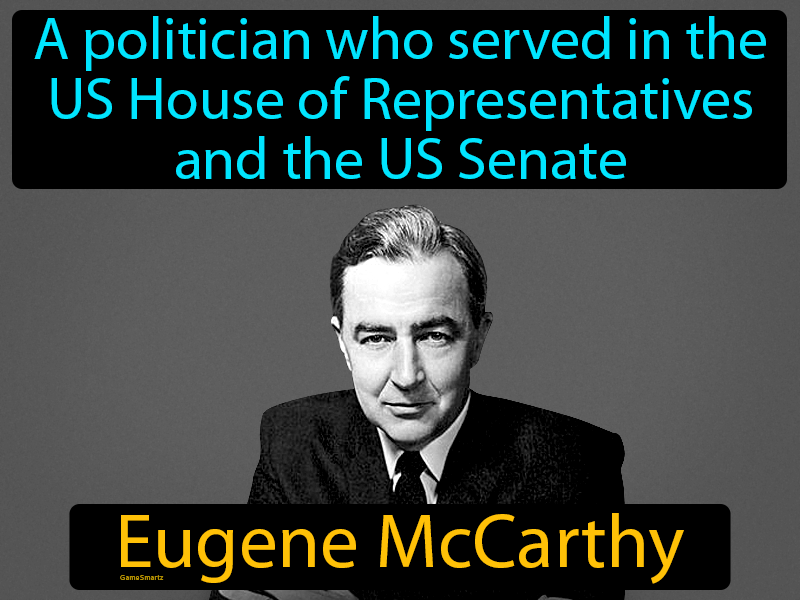 A politician who served in the
US House of Representatives
and the US Senate
Eugene McCarthy
GameSmartz